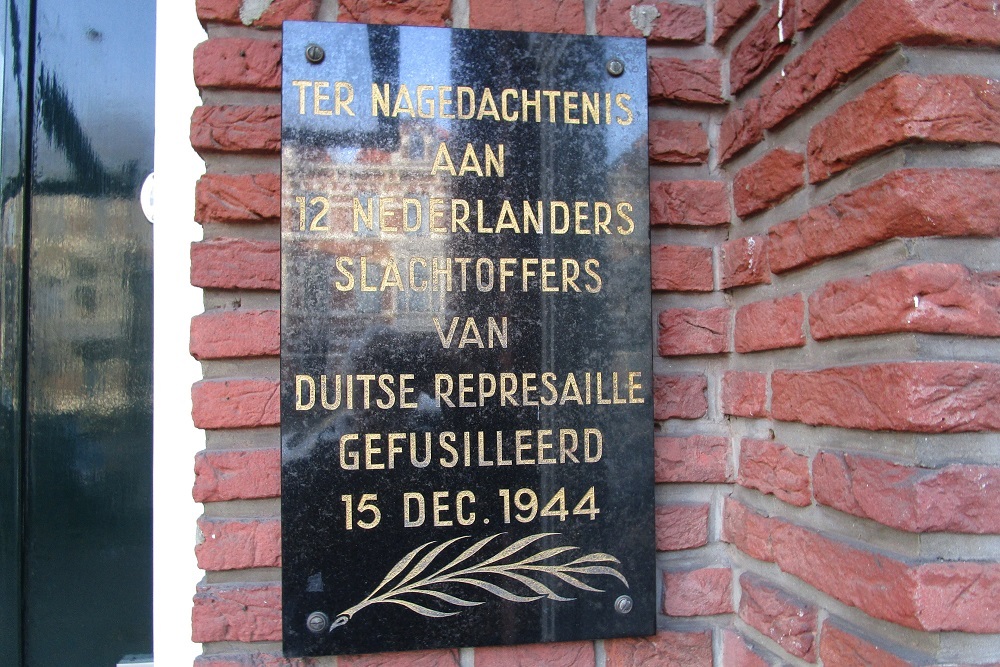 TER NAGEDACHTENIS
AAN
12 NEDERLANDERS
SLACHTOFFERS
VAN
DUITSE REPRESAILLE
GEFUSILLEERD
15 DEC. 1944